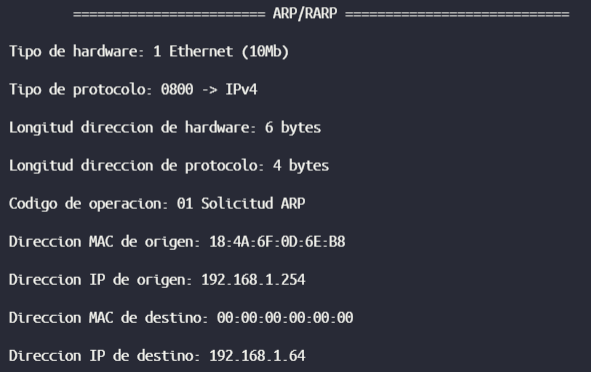 ======================== ARP/RARP ============================
Tipo de hardware: 1 Ethernet (10Mb)
Tipo de protocolo: 0800 -> IPv4
Longitud direccion de hardware: 6 bytes
Longitud direccion de protocolo: 4 bytes
Codigo de operacion: 01 Solicitud ARP
Direccion MAC de origen: 18:4A:6F:0D:6E:B8
Direccion IP de origen: 192.168.1.254
Direccion MAC de destino: 00:00:00:00:00:00
Direccion IP de destino: 192.168.1.64